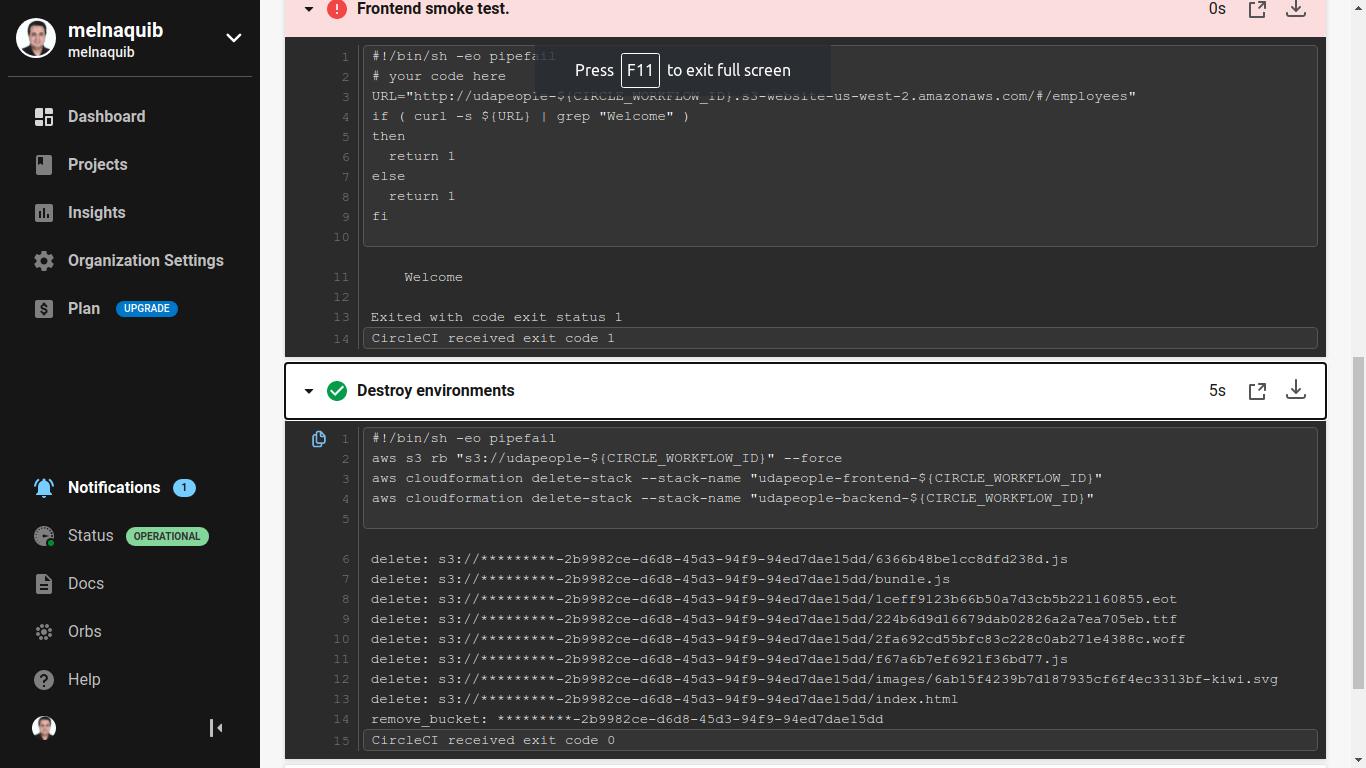 melnaquib
melnaquib
Dashboard
Projects
Insights
Organization Settings
Plan UPGRADE
Notifications 1
Status OPERATIONAL
Docs
Orbs
Help
Frontend smoke test. 0s
Press F11 to exit full screen
1 #!/bin/sh -eo pipefail
2 # your code here
3 URL="http://udapeople-${CIRCLE_WORKFLOW_ID}.s3-website-us-west-2.amazonaws.com/#/employees"
4 if ( curl -s ${URL} | grep "Welcome" )
5 then
6 return 1
7 else
8 return 1
9 fi
10
11 Welcome
12
13 Exited with code exit status 1
14 CircleCI received exit code 1
Destroy environments 5s
1 #!/bin/sh -eo pipefail
2 aws s3 rb "s3://udapeople-${CIRCLE_WORKFLOW_ID}" --force
3 aws cloudformation delete-stack --stack-name "udapeople-frontend-${CIRCLE_WORKFLOW_ID}"
4 aws cloudformation delete-stack --stack-name "udapeople-backend-${CIRCLE_WORKFLOW_ID}"
5
6 delete: s3://*********-2b9982ce-d6d8-45d3-94f9-94ed7dae15dd/6366b48be1cc8dfd238d.js
7 delete: s3://*********-2b9982ce-d6d8-45d3-94f9-94ed7dae15dd/bundle.js
8 delete: s3://*********-2b9982ce-d6d8-45d3-94f9-94ed7dae15dd/1ceff9123b66b50a7d3cb5b221160855.eot
9 delete: s3://*********-2b9982ce-d6d8-45d3-94f9-94ed7dae15dd/224b6d9d16679dab02826a2a7ea705eb.ttf
10 delete: s3://*********-2b9982ce-d6d8-45d3-94f9-94ed7dae15dd/2fa692cd55bfc83c228c0ab271e4388c.woff
11 delete: s3://*********-2b9982ce-d6d8-45d3-94f9-94ed7dae15dd/f67a6b7ef6921f36bd77.js
12 delete: s3://*********-2b9982ce-d6d8-45d3-94f9-94ed7dae15dd/images/6ab15f4239b7d187935cf6f4ec3313bf-kiwi.svg
13 delete: s3://*********-2b9982ce-d6d8-45d3-94f9-94ed7dae15dd/index.html
14 remove_bucket: *********-2b9982ce-d6d8-45d3-94f9-94ed7dae15dd
15 CircleCI received exit code 0